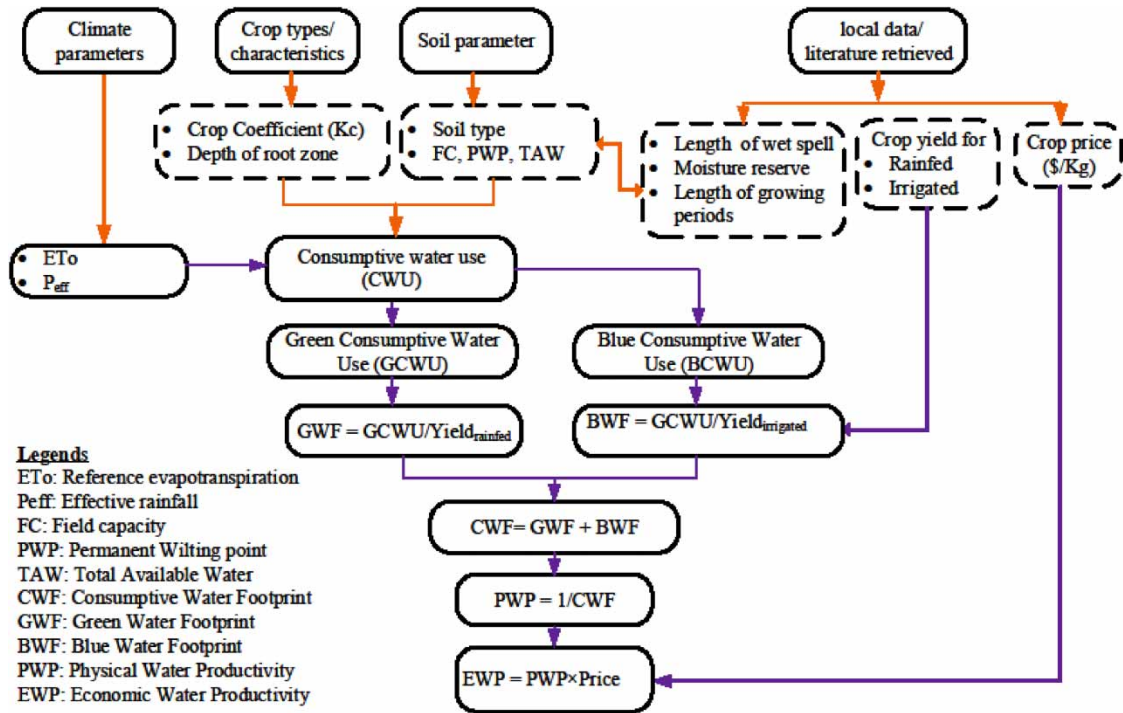 Climate
parameters
Crop types/
characteristics
Soil parameter
local data/
literature retrieved
• Crop Coefficient (Kc)
• Depth of root zone
• Soil type
• FC, PWP, TAW
• Length of wet spell
• Moisture reserve
• Length of growing
periods
Crop yield for
• Rainfed
• Irrigated
Crop price
($/Kg)
• ETo
• Peff
Consumptive water use
(CWU)
Green Consumptive Water
Use (GCWU)
Blue Consumptive Water
Use (BCWU)
GWF = GCWU/Yieldrainfed
BWF = GCWU/Yieldirrigated
CWF= GWF + BWF
PWP = 1/CWF
EWP = PWP×Price
Legends
ETo: Reference evapotranspiration
Peff: Effective rainfall
FC: Field capacity
PWP: Permanent Wilting point
TAW: Total Available Water
CWF: Consumptive Water Footprint
GWF: Green Water Footprint
BWF: Blue Water Footprint
PWP: Physical Water Productivity
EWP: Economic Water Productivity